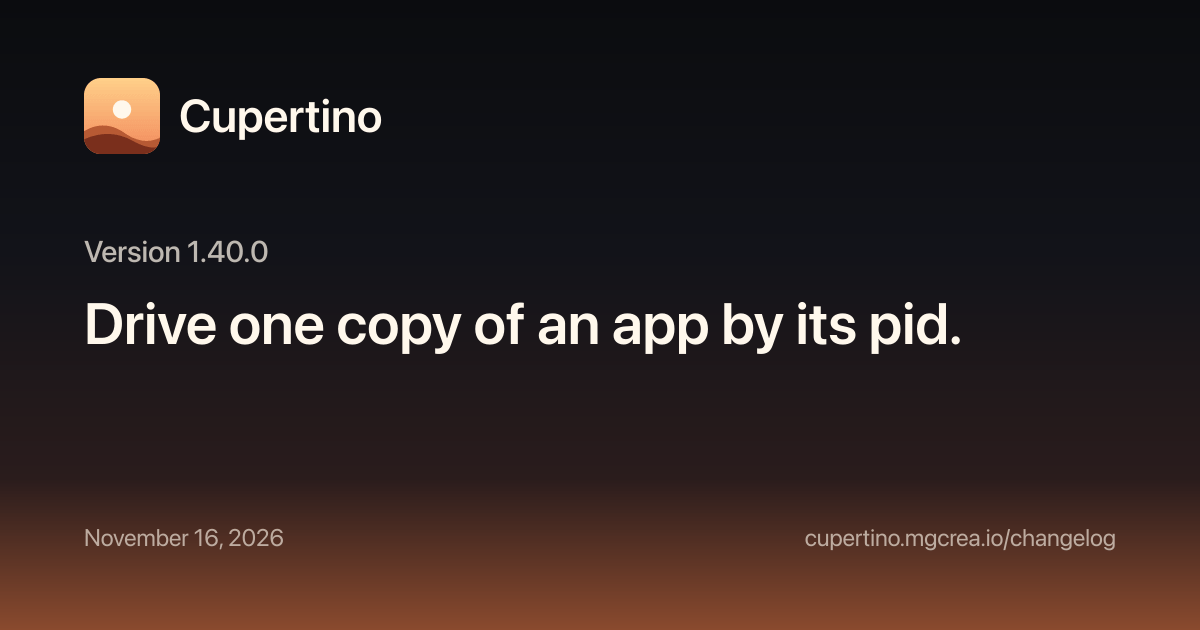 Cupertino
Version 1.40.0
Drive one copy of an app by its pid.
November 16, 2026
cupertino.mgcrea.io/changelog